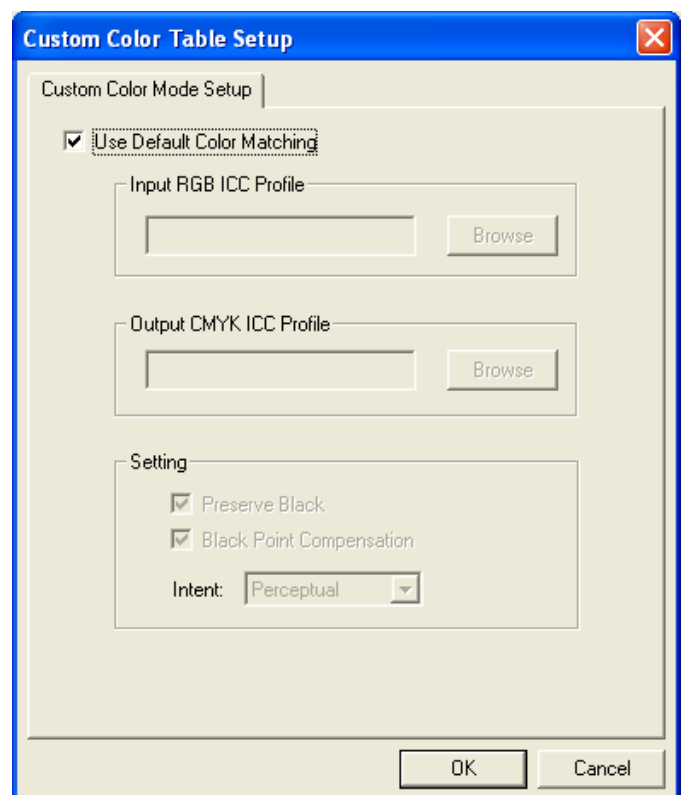 Custom Color Table Setup
Custom Color Mode Setup
Use Default Color Matching
Input RGB ICC Profile
Browse
Output CMYK ICC Profile
Browse
Setting
Preserve Black
Black Point Compensation
Intent: Perceptual
OK Cancel